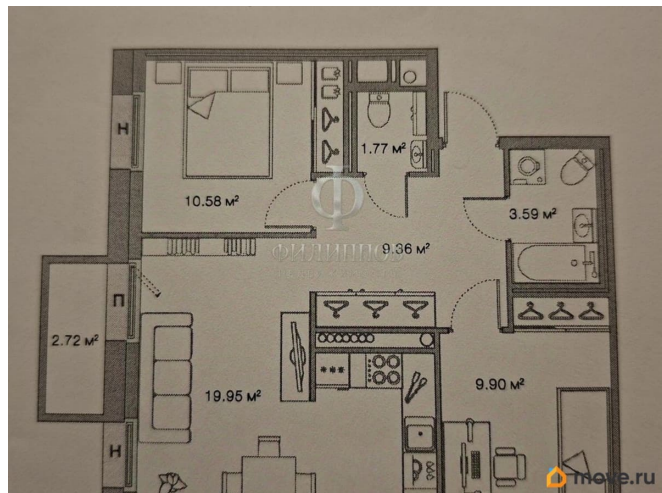 Н
1.77 м²
10.58 м²
3.59 м²
Ф
9.36 м²
ФИЛИППОВ
П
2.72 м²
9.90 м²
19.95 м²
Н
move.ru